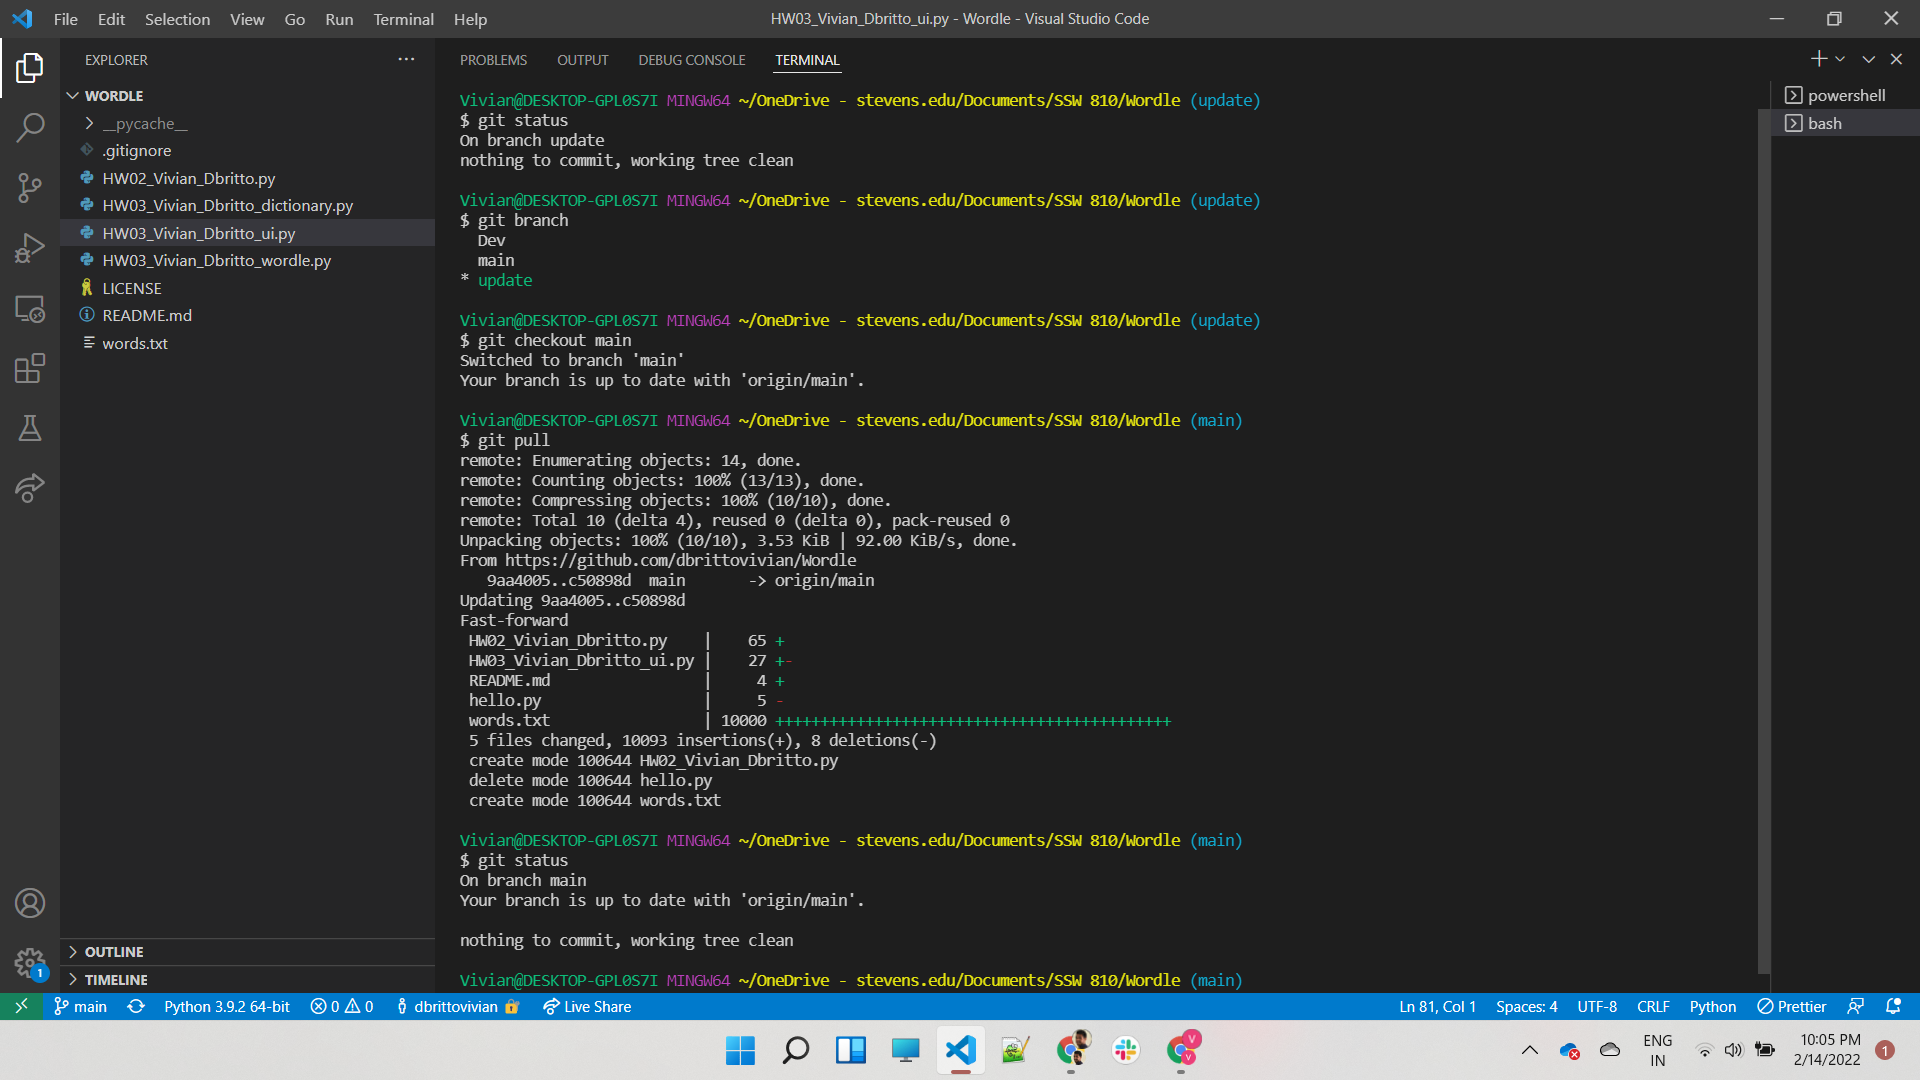 File Edit Selection View Go Run Terminal Help
HW03_Vivian_Dbritto_ui.py - Wordle - Visual Studio Code
EXPLORER
WORDLE
__pycache__
.gitignore
HW02_Vivian_Dbritto.py
HW03_Vivian_Dbritto_dictionary.py
HW03_Vivian_Dbritto_ui.py
HW03_Vivian_Dbritto_wordle.py
LICENSE
README.md
words.txt
OUTLINE
TIMELINE
PROBLEMS OUTPUT DEBUG CONSOLE TERMINAL
Vivian@DESKTOP-GPL0S7I MINGW64 ~/OneDrive - stevens.edu/Documents/SSW 810/Wordle (update)
$ git status
On branch update
nothing to commit, working tree clean
Vivian@DESKTOP-GPL0S7I MINGW64 ~/OneDrive - stevens.edu/Documents/SSW 810/Wordle (update)
$ git branch
  Dev
  main
* update
Vivian@DESKTOP-GPL0S7I MINGW64 ~/OneDrive - stevens.edu/Documents/SSW 810/Wordle (update)
$ git checkout main
Switched to branch 'main'
Your branch is up to date with 'origin/main'.
Vivian@DESKTOP-GPL0S7I MINGW64 ~/OneDrive - stevens.edu/Documents/SSW 810/Wordle (main)
$ git pull
remote: Enumerating objects: 14, done.
remote: Counting objects: 100% (13/13), done.
remote: Compressing objects: 100% (10/10), done.
remote: Total 10 (delta 4), reused 0 (delta 0), pack-reused 0
Unpacking objects: 100% (10/10), 3.53 KiB | 92.00 KiB/s, done.
From https://github.com/dbrittovivian/Wordle
   9aa4005..c50898d  main       -> origin/main
Updating 9aa4005..c50898d
Fast-forward
 HW02_Vivian_Dbritto.py    |    65 +
 HW03_Vivian_Dbritto_ui.py |    27 +-
 README.md                 |     4 +
 hello.py                  |     5 -
 words.txt                 | 10000 ++++++++++++++++++++++++++++++++++++++++++++
 5 files changed, 10093 insertions(+), 8 deletions(-)
 create mode 100644 HW02_Vivian_Dbritto.py
 delete mode 100644 hello.py
 create mode 100644 words.txt
Vivian@DESKTOP-GPL0S7I MINGW64 ~/OneDrive - stevens.edu/Documents/SSW 810/Wordle (main)
$ git status
On branch main
Your branch is up to date with 'origin/main'.
nothing to commit, working tree clean
Vivian@DESKTOP-GPL0S7I MINGW64 ~/OneDrive - stevens.edu/Documents/SSW 810/Wordle (main)
powershell
bash
1
main Python 3.9.2 64-bit 0 0 dbrittovivian Live Share Ln 81, Col 1 Spaces: 4 UTF-8 CRLF Python Prettier
V
V
ENG
IN
10:05 PM
2/14/2022
1